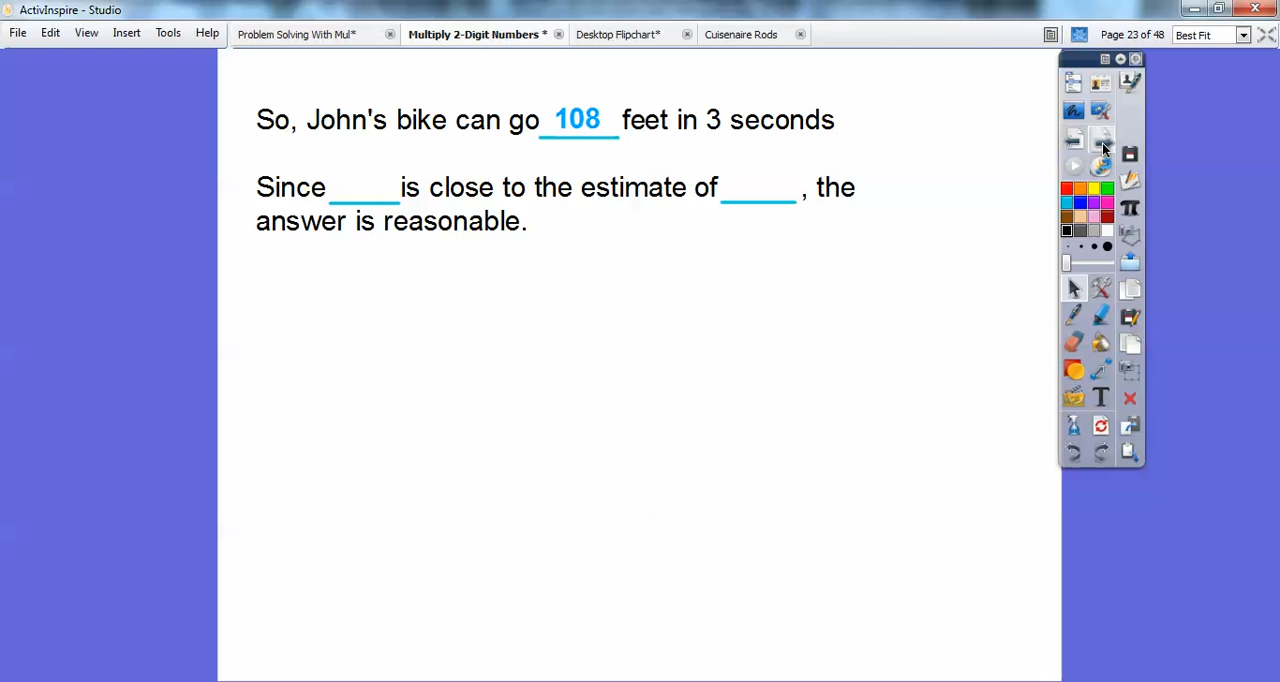 ActivInspire - Studio
File Edit View Insert Tools Help Problem Solving With Mul* Multiply 2-Digit Numbers * Desktop Flipchart* Cuisenaire Rods Page 23 of 48 Best Fit
So, John's bike can go 108 feet in 3 seconds
Since _____ is close to the estimate of _____ , the
answer is reasonable.